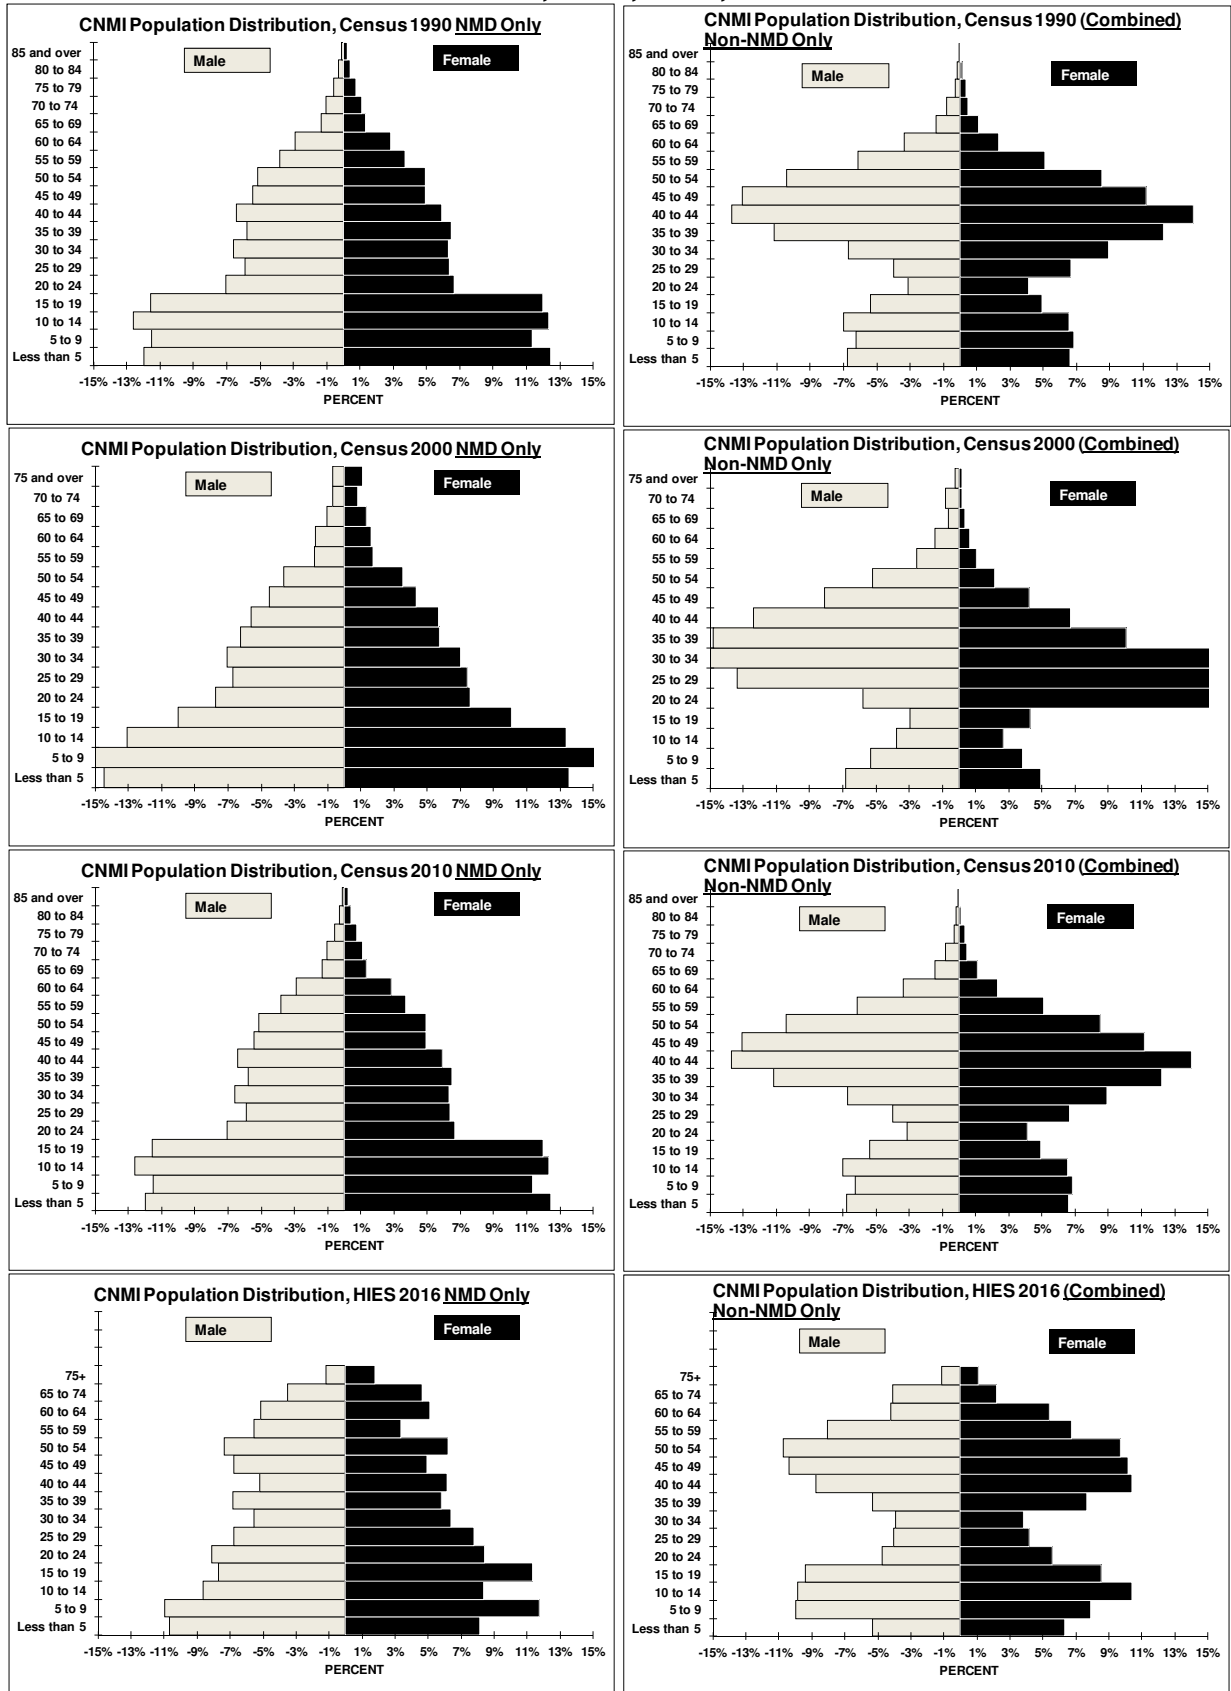 CNMI Population Distribution, Census 1990 NMD Only
Male
Female
85 and over
80 to 84
75 to 79
70 to 74
65 to 69
60 to 64
55 to 59
50 to 54
45 to 49
40 to 44
35 to 39
30 to 34
25 to 29
20 to 24
15 to 19
10 to 14
5 to 9
Less than 5
-15% -13% -11% -9% -7% -5% -3% -1% 1% 3% 5% 7% 9% 11% 13% 15%
PERCENT
CNMI Population Distribution, Census 1990 (Combined)
Non-NMD Only
Male
Female
85 and over
80 to 84
75 to 79
70 to 74
65 to 69
60 to 64
55 to 59
50 to 54
45 to 49
40 to 44
35 to 39
30 to 34
25 to 29
20 to 24
15 to 19
10 to 14
5 to 9
Less than 5
-15% -13% -11% -9% -7% -5% -3% -1% 1% 3% 5% 7% 9% 11% 13% 15%
PERCENT
CNMI Population Distribution, Census 2000 NMD Only
Male
Female
75 and over
70 to 74
65 to 69
60 to 64
55 to 59
50 to 54
45 to 49
40 to 44
35 to 39
30 to 34
25 to 29
20 to 24
15 to 19
10 to 14
5 to 9
Less than 5
-15% -13% -11% -9% -7% -5% -3% -1% 1% 3% 5% 7% 9% 11% 13% 15%
PERCENT
CNMI Population Distribution, Census 2000 (Combined)
Non-NMD Only
Male
Female
75 and over
70 to 74
65 to 69
60 to 64
55 to 59
50 to 54
45 to 49
40 to 44
35 to 39
30 to 34
25 to 29
20 to 24
15 to 19
10 to 14
5 to 9
Less than 5
-15% -13% -11% -9% -7% -5% -3% -1% 1% 3% 5% 7% 9% 11% 13% 15%
PERCENT
CNMI Population Distribution, Census 2010 NMD Only
Male
Female
85 and over
80 to 84
75 to 79
70 to 74
65 to 69
60 to 64
55 to 59
50 to 54
45 to 49
40 to 44
35 to 39
30 to 34
25 to 29
20 to 24
15 to 19
10 to 14
5 to 9
Less than 5
-15% -13% -11% -9% -7% -5% -3% -1% 1% 3% 5% 7% 9% 11% 13% 15%
PERCENT
CNMI Population Distribution, Census 2010 (Combined)
Non-NMD Only
Male
Female
85 and over
80 to 84
75 to 79
70 to 74
65 to 69
60 to 64
55 to 59
50 to 54
45 to 49
40 to 44
35 to 39
30 to 34
25 to 29
20 to 24
15 to 19
10 to 14
5 to 9
Less than 5
-15% -13% -11% -9% -7% -5% -3% -1% 1% 3% 5% 7% 9% 11% 13% 15%
PERCENT
CNMI Population Distribution, HIES 2016 NMD Only
Male
Female
75+
65 to 74
60 to 64
55 to 59
50 to 54
45 to 49
40 to 44
35 to 39
30 to 34
25 to 29
20 to 24
15 to 19
10 to 14
5 to 9
Less than 5
-15% -13% -11% -9% -7% -5% -3% -1% 1% 3% 5% 7% 9% 11% 13% 15%
PERCENT
CNMI Population Distribution, HIES 2016 (Combined)
Non-NMD Only
Male
Female
75+
65 to 74
60 to 64
55 to 59
50 to 54
45 to 49
40 to 44
35 to 39
30 to 34
25 to 29
20 to 24
15 to 19
10 to 14
5 to 9
Less than 5
-15% -13% -11% -9% -7% -5% -3% -1% 1% 3% 5% 7% 9% 11% 13% 15%
PERCENT